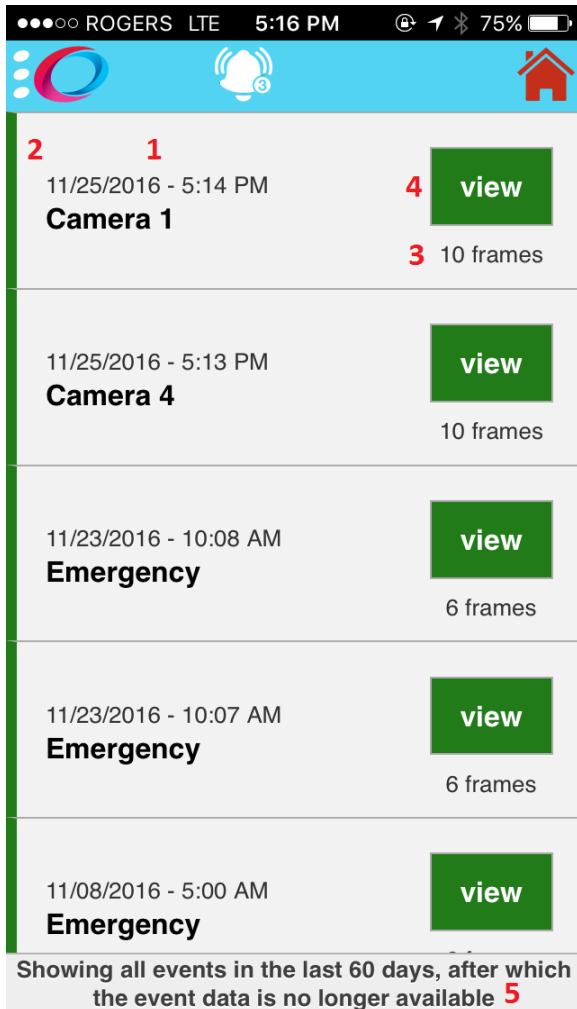 ROGERS LTE 5:16 PM 75%
3
2 1
11/25/2016 - 5:14 PM
Camera 1
4 view
3 10 frames
11/25/2016 - 5:13 PM
Camera 4
view
10 frames
11/23/2016 - 10:08 AM
Emergency
view
6 frames
11/23/2016 - 10:07 AM
Emergency
view
6 frames
11/08/2016 - 5:00 AM
Emergency
view
Showing all events in the last 60 days, after which
the event data is no longer available 5